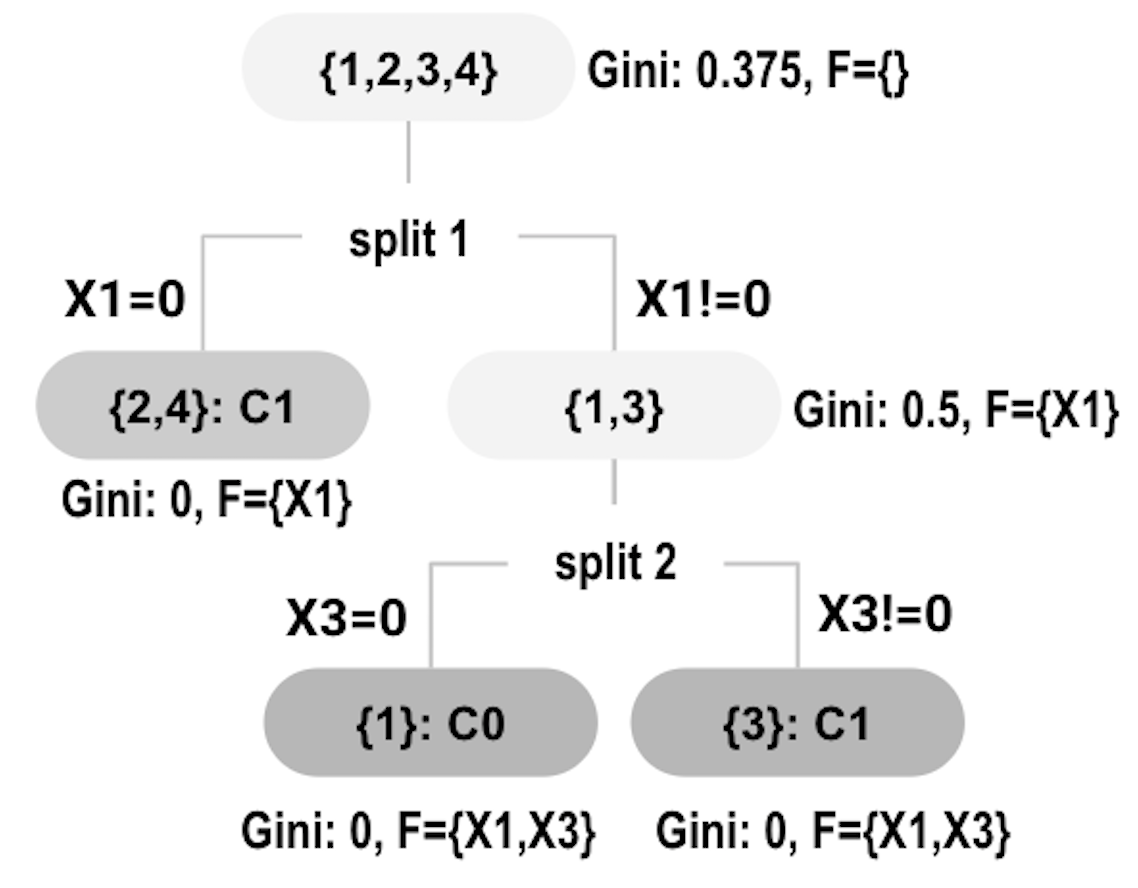 {1,2,3,4} Gini: 0.375, F={}
split 1
X1=0 X1!=0
{2,4}: C1 {1,3} Gini: 0.5, F={X1}
Gini: 0, F={X1}
split 2
X3=0 X3!=0
{1}: C0 {3}: C1
Gini: 0, F={X1,X3} Gini: 0, F={X1,X3}